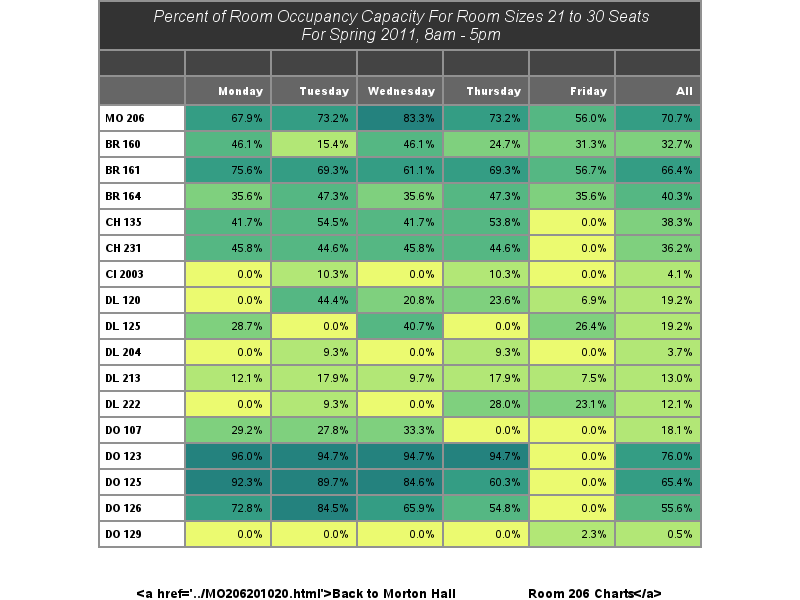 Percent of Room Occupancy Capacity For Room Sizes 21 to 30 Seats
For Spring 2011, 8am - 5pm
Monday Tuesday Wednesday Thursday Friday All
MO 206 67.9% 73.2% 83.3% 73.2% 56.0% 70.7%
BR 160 46.1% 15.4% 46.1% 24.7% 31.3% 32.7%
BR 161 75.6% 69.3% 61.1% 69.3% 56.7% 66.4%
BR 164 35.6% 47.3% 35.6% 47.3% 35.6% 40.3%
CH 135 41.7% 54.5% 41.7% 53.8% 0.0% 38.3%
CH 231 45.8% 44.6% 45.8% 44.6% 0.0% 36.2%
CI 2003 0.0% 10.3% 0.0% 10.3% 0.0% 4.1%
DL 120 0.0% 44.4% 20.8% 23.6% 6.9% 19.2%
DL 125 28.7% 0.0% 40.7% 0.0% 26.4% 19.2%
DL 204 0.0% 9.3% 0.0% 9.3% 0.0% 3.7%
DL 213 12.1% 17.9% 9.7% 17.9% 7.5% 13.0%
DL 222 0.0% 9.3% 0.0% 28.0% 23.1% 12.1%
DO 107 29.2% 27.8% 33.3% 0.0% 0.0% 18.1%
DO 123 96.0% 94.7% 94.7% 94.7% 0.0% 76.0%
DO 125 92.3% 89.7% 84.6% 60.3% 0.0% 65.4%
DO 126 72.8% 84.5% 65.9% 54.8% 0.0% 55.6%
DO 129 0.0% 0.0% 0.0% 0.0% 2.3% 0.5%
<a href='../MO206201020.html'>Back to Morton Hall Room 206 Charts</a>